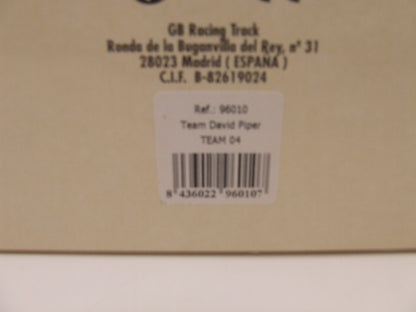 GB Racing Track
Ronda de la Buganvilla del Rey, nº 31
28023 Madrid ( ESPAÑA )
C.I.F. B-82619024
Ref.: 96010
Team David Piper
TEAM 04
8 436022 960107